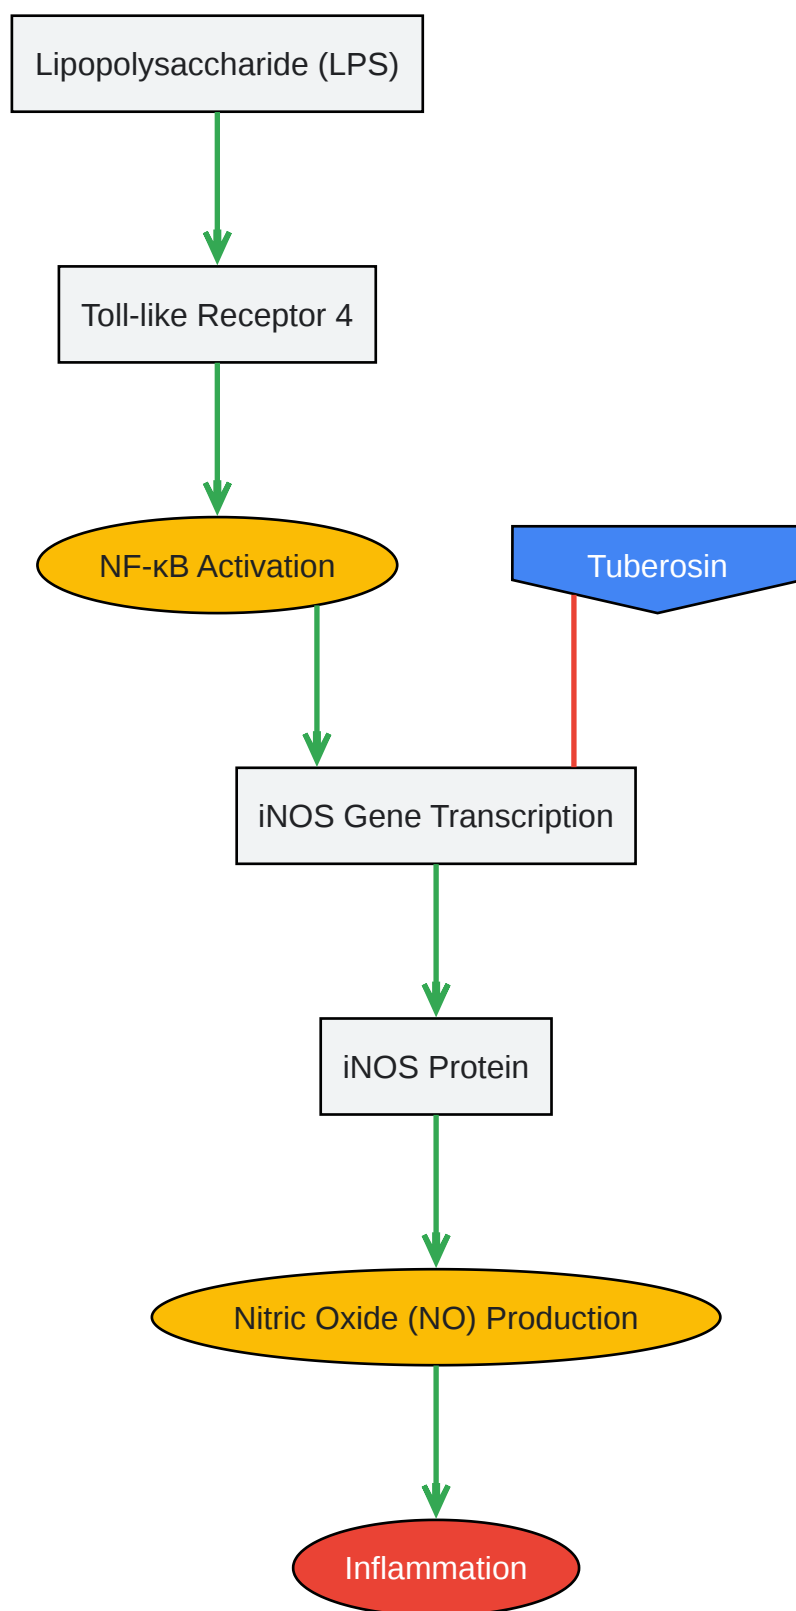 Lipopolysaccharide (LPS)
Toll-like Receptor 4
NF-κB Activation
Tuberosin
iNOS Gene Transcription
iNOS Protein
Nitric Oxide (NO) Production
Inflammation